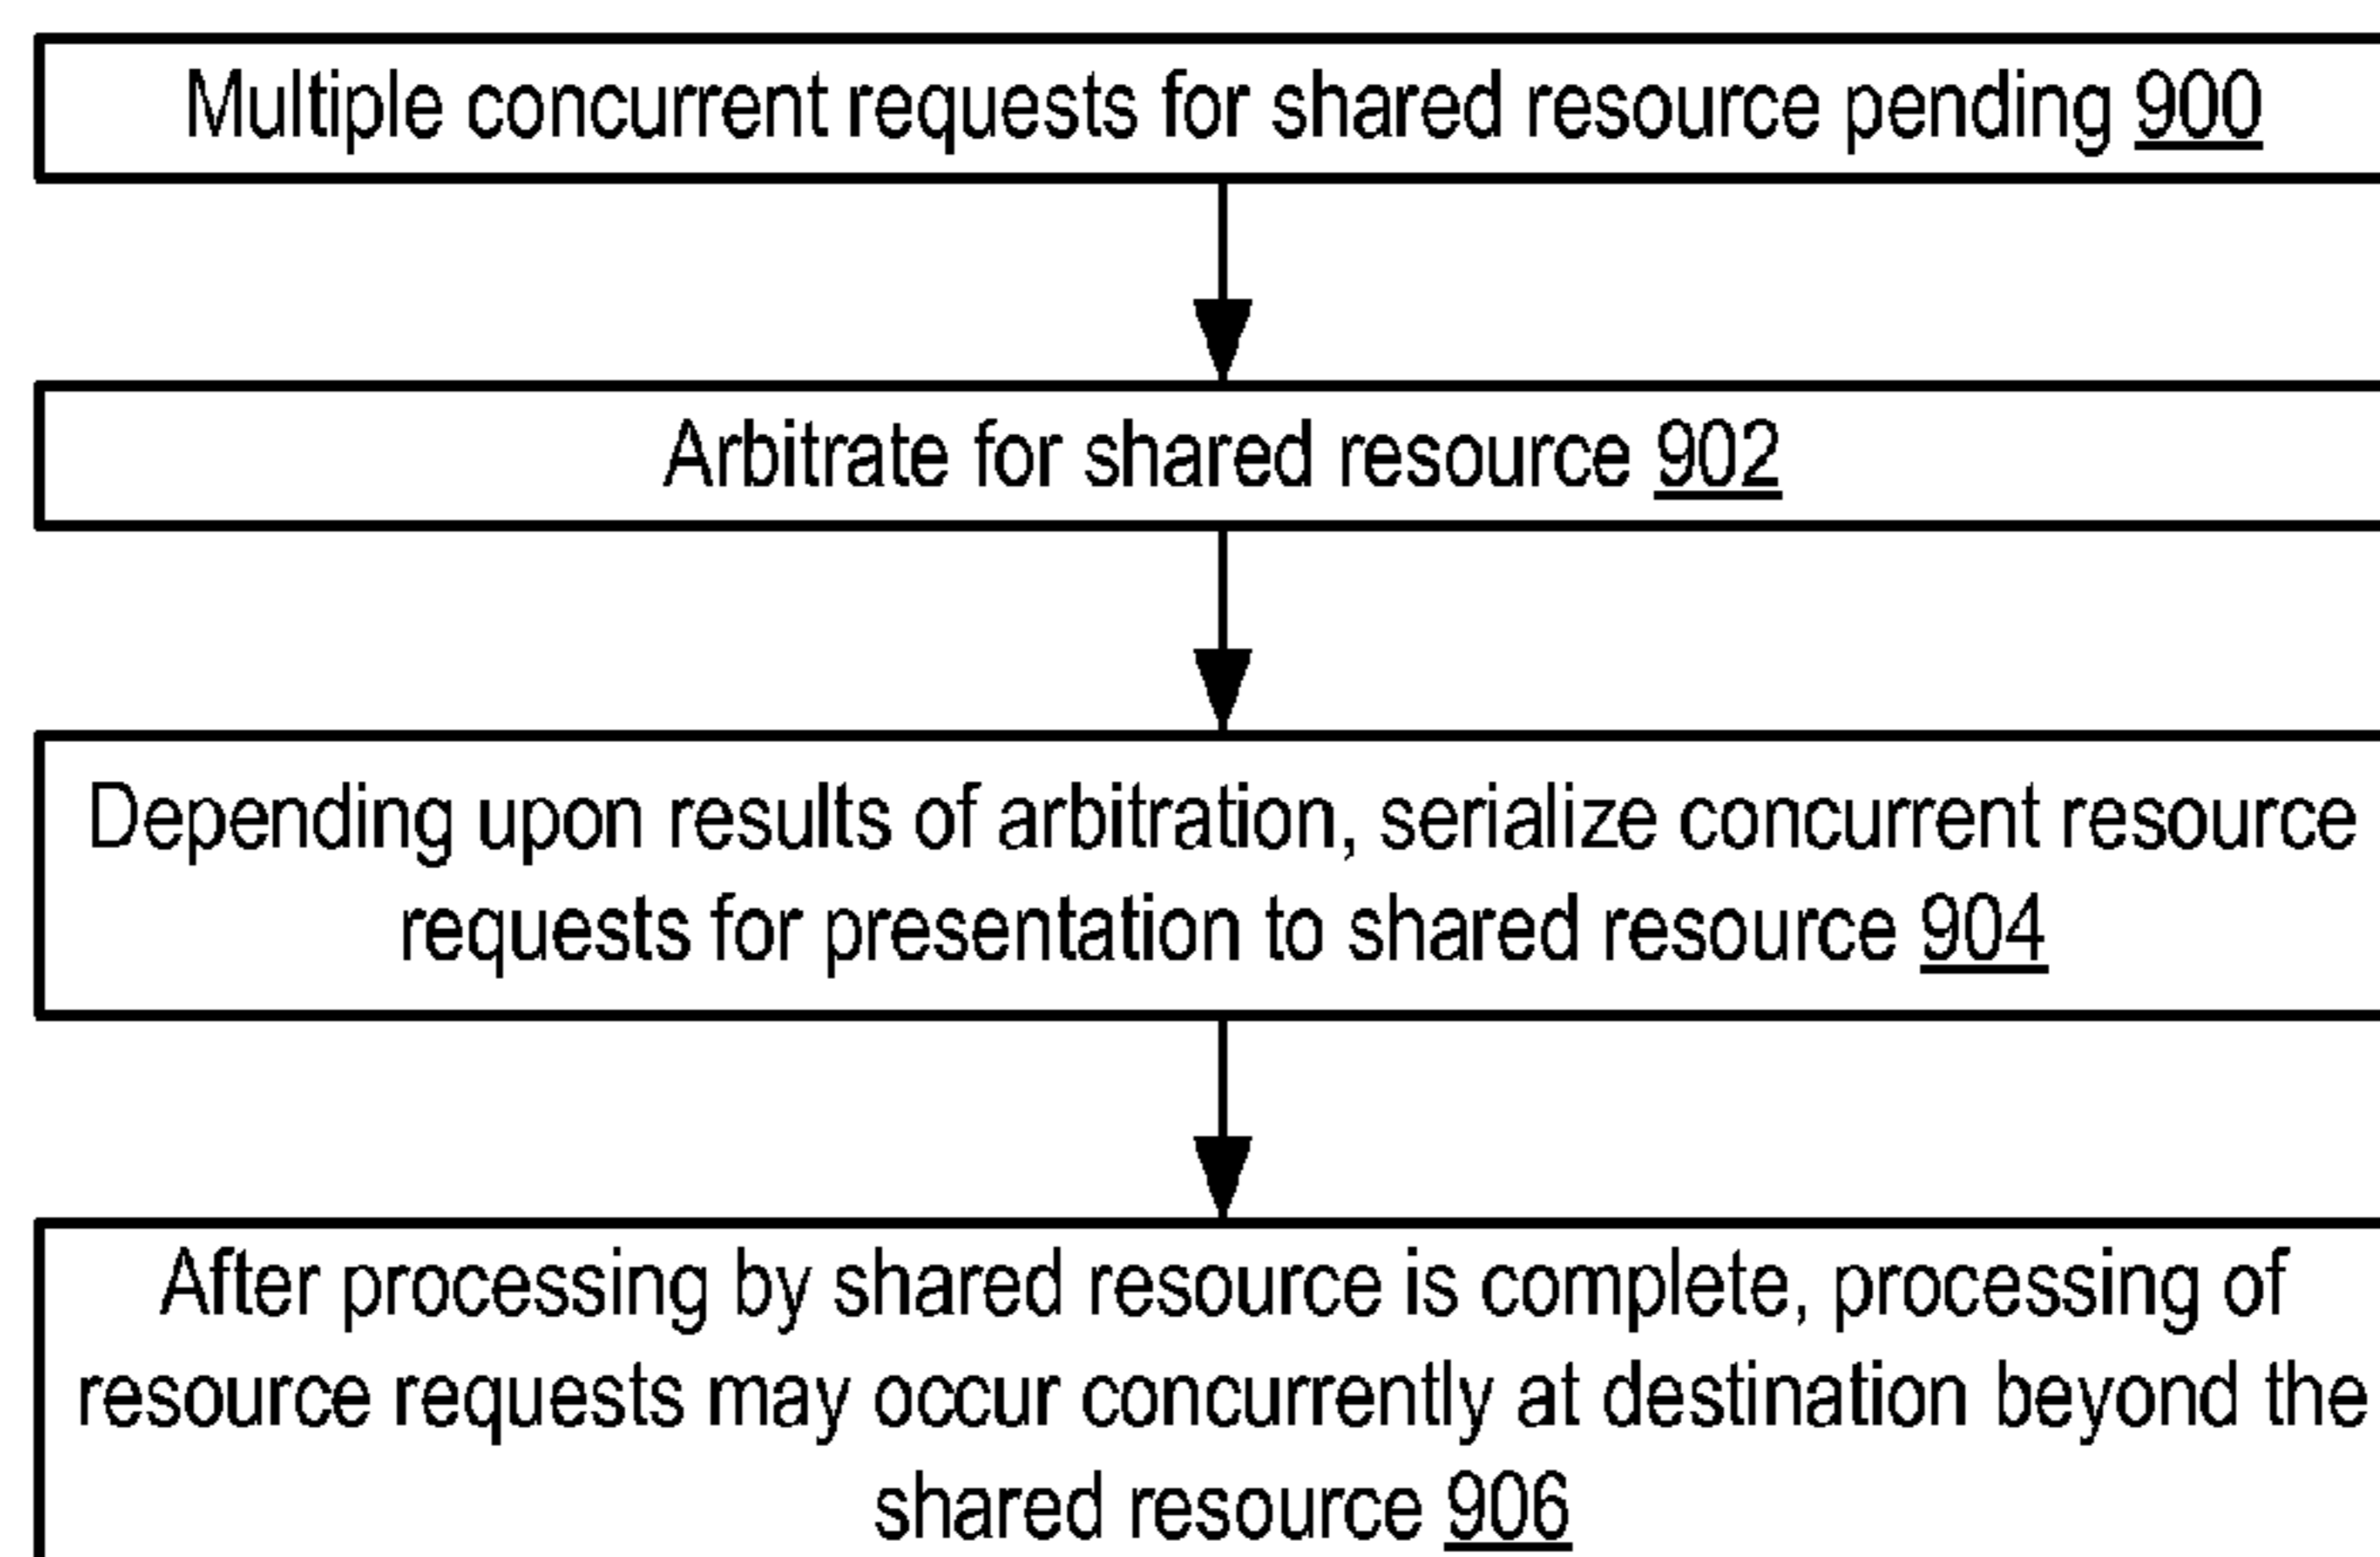 Multiple concurrent requests for shared resource pending 900
Arbitrate for shared resource 902
Depending upon results of arbitration, serialize concurrent resource
requests for presentation to shared resource 904
After processing by shared resource is complete, processing of
resource requests may occur concurrently at destination beyond the
shared resource 906